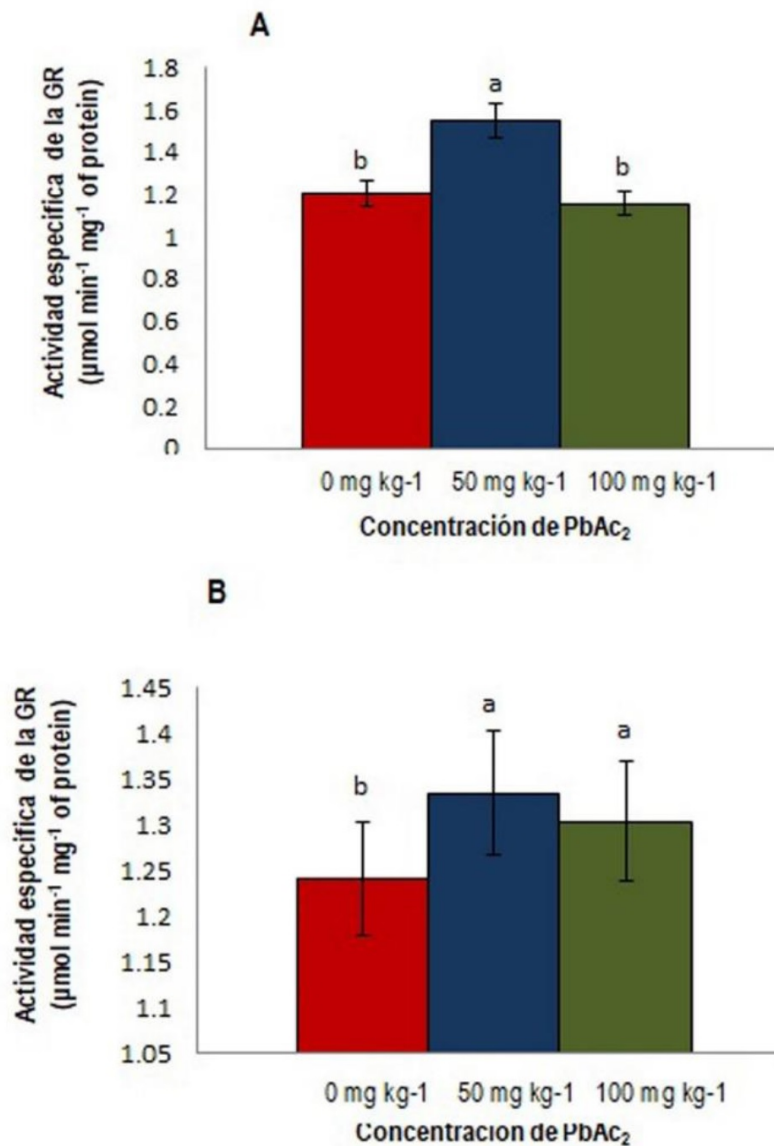 A
Actividad especifica de la GR
(µmol min-1 mg-1 of protein)
1.8
1.6
1.4
1.2
1
0.8
0.6
0.4
0.2
0
b
a
b
0 mg kg-1 50 mg kg-1 100 mg kg-1
Concentración de PbAc2
B
Actividad especifica de la GR
(µmol min-1 mg-1 of protein)
1.45
1.4
1.35
1.3
1.25
1.2
1.15
1.1
1.05
b
a
a
0 mg kg-1 50 mg kg-1 100 mg kg-1
Concentración de PbAc2